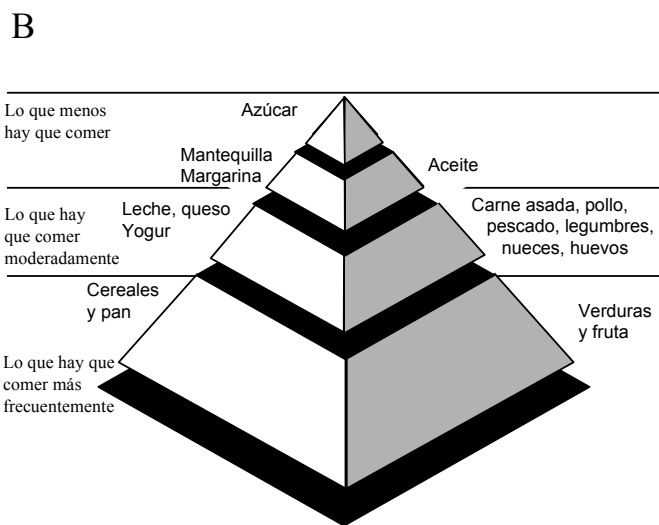 B
Lo que menos
hay que comer
Azúcar
Mantequilla
Margarina
Aceite
Lo que hay
que comer
moderadamente
Leche, queso
Yogur
Carne asada, pollo,
pescado, legumbres,
nueces, huevos
Cereales
y pan
Verduras
y fruta
Lo que hay que
comer más
frecuentemente